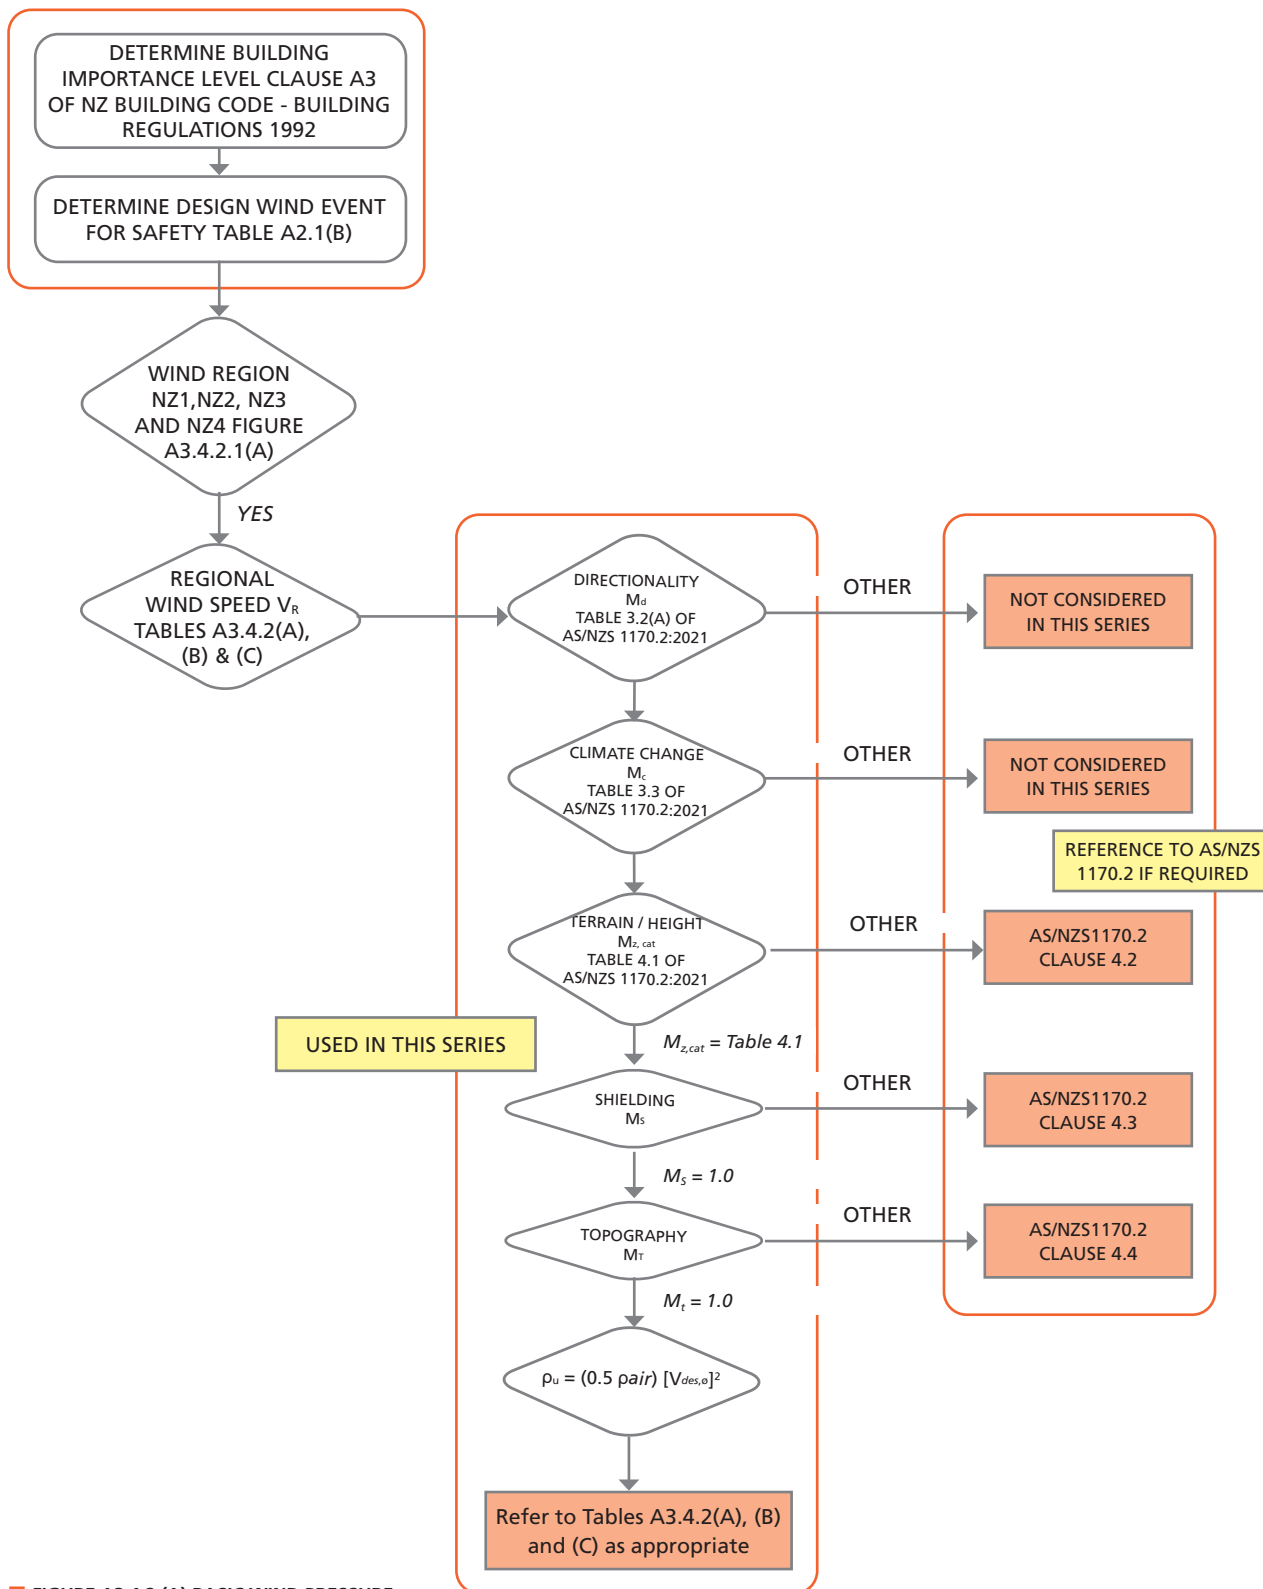 DETERMINE BUILDING
IMPORTANCE LEVEL CLAUSE A3
OF NZ BUILDING CODE - BUILDING
REGULATIONS 1992
DETERMINE DESIGN WIND EVENT
FOR SAFETY TABLE A2.1(B)
WIND REGION
NZ1,NZ2, NZ3
AND NZ4 FIGURE
A3.4.2.1(A)
YES
REGIONAL
WIND SPEED VR
TABLES A3.4.2(A),
(B) & (C)
DIRECTIONALITY
Md
TABLE 3.2(A) OF
AS/NZS 1170.2:2021
OTHER
NOT CONSIDERED
IN THIS SERIES
CLIMATE CHANGE
Mc
TABLE 3.3 OF
AS/NZS 1170.2:2021
OTHER
NOT CONSIDERED
IN THIS SERIES
REFERENCE TO AS/NZS
1170.2 IF REQUIRED
TERRAIN / HEIGHT
Mz, cat
TABLE 4.1 OF
AS/NZS 1170.2:2021
OTHER
AS/NZS1170.2
CLAUSE 4.2
USED IN THIS SERIES
Mz,cat = Table 4.1
SHIELDING
Ms
OTHER
AS/NZS1170.2
CLAUSE 4.3
MS = 1.0
TOPOGRAPHY
MT
OTHER
AS/NZS1170.2
CLAUSE 4.4
Mt = 1.0
ρu = (0.5 ρair) [Vdes,ø]²
Refer to Tables A3.4.2(A), (B)
and (C) as appropriate